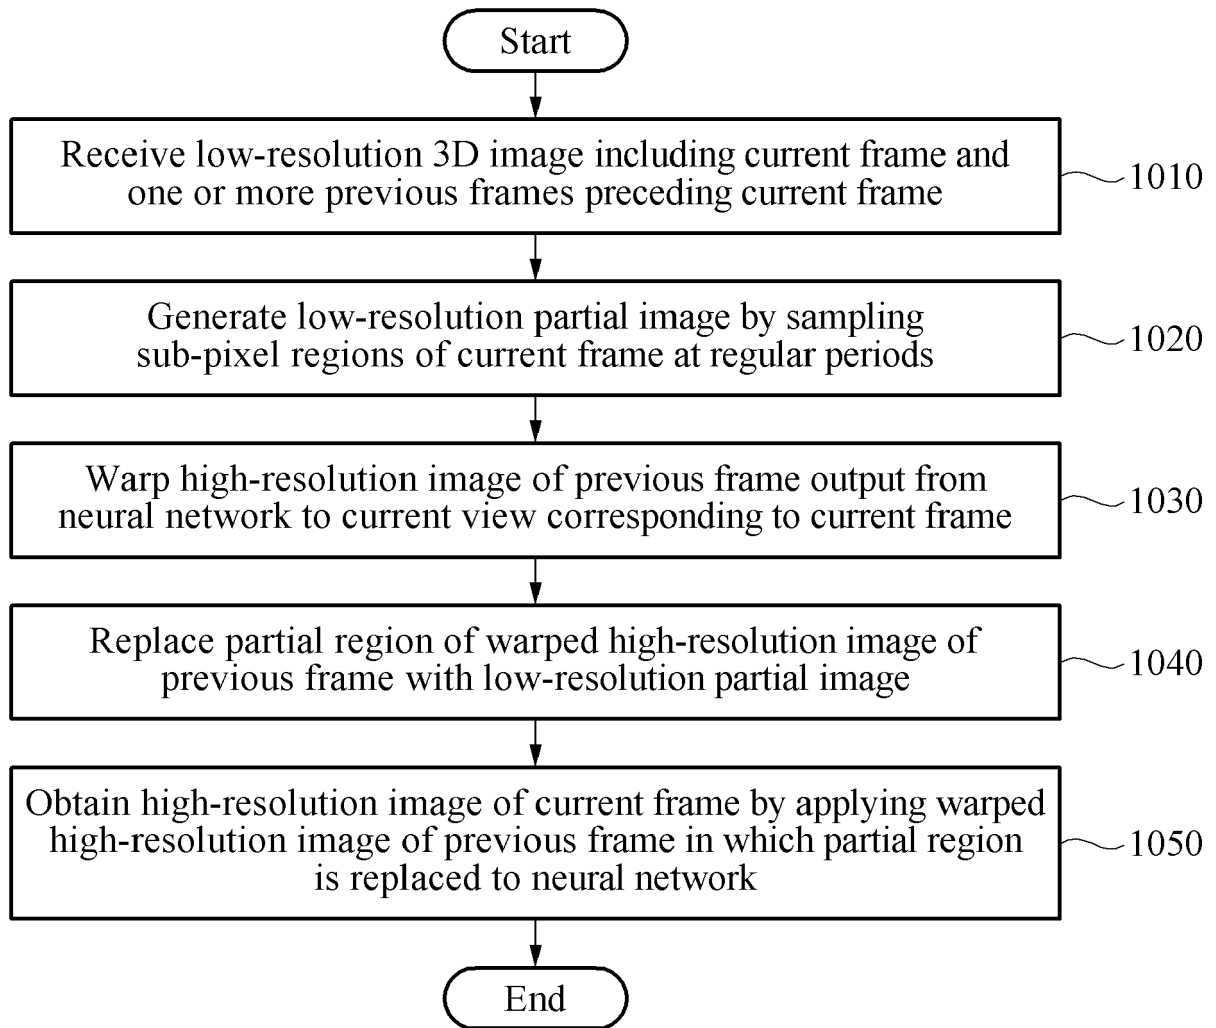 Start
Receive low-resolution 3D image including current frame and
one or more previous frames preceding current frame
1010
Generate low-resolution partial image by sampling
sub-pixel regions of current frame at regular periods
1020
Warp high-resolution image of previous frame output from
neural network to current view corresponding to current frame
1030
Replace partial region of warped high-resolution image of
previous frame with low-resolution partial image
1040
Obtain high-resolution image of current frame by applying warped
high-resolution image of previous frame in which partial region
is replaced to neural network
1050
End